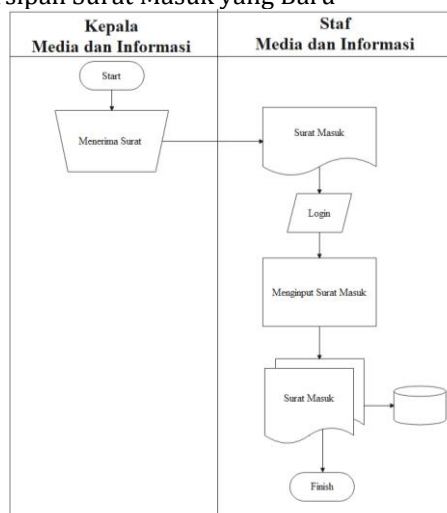 Surat Masuk yang Baru
Kepala
Media dan Informasi
Staf
Media dan Informasi
Start
Menerima Surat
Surat Masuk
Login
Menginput Surat Masuk
Surat Masuk
Finish